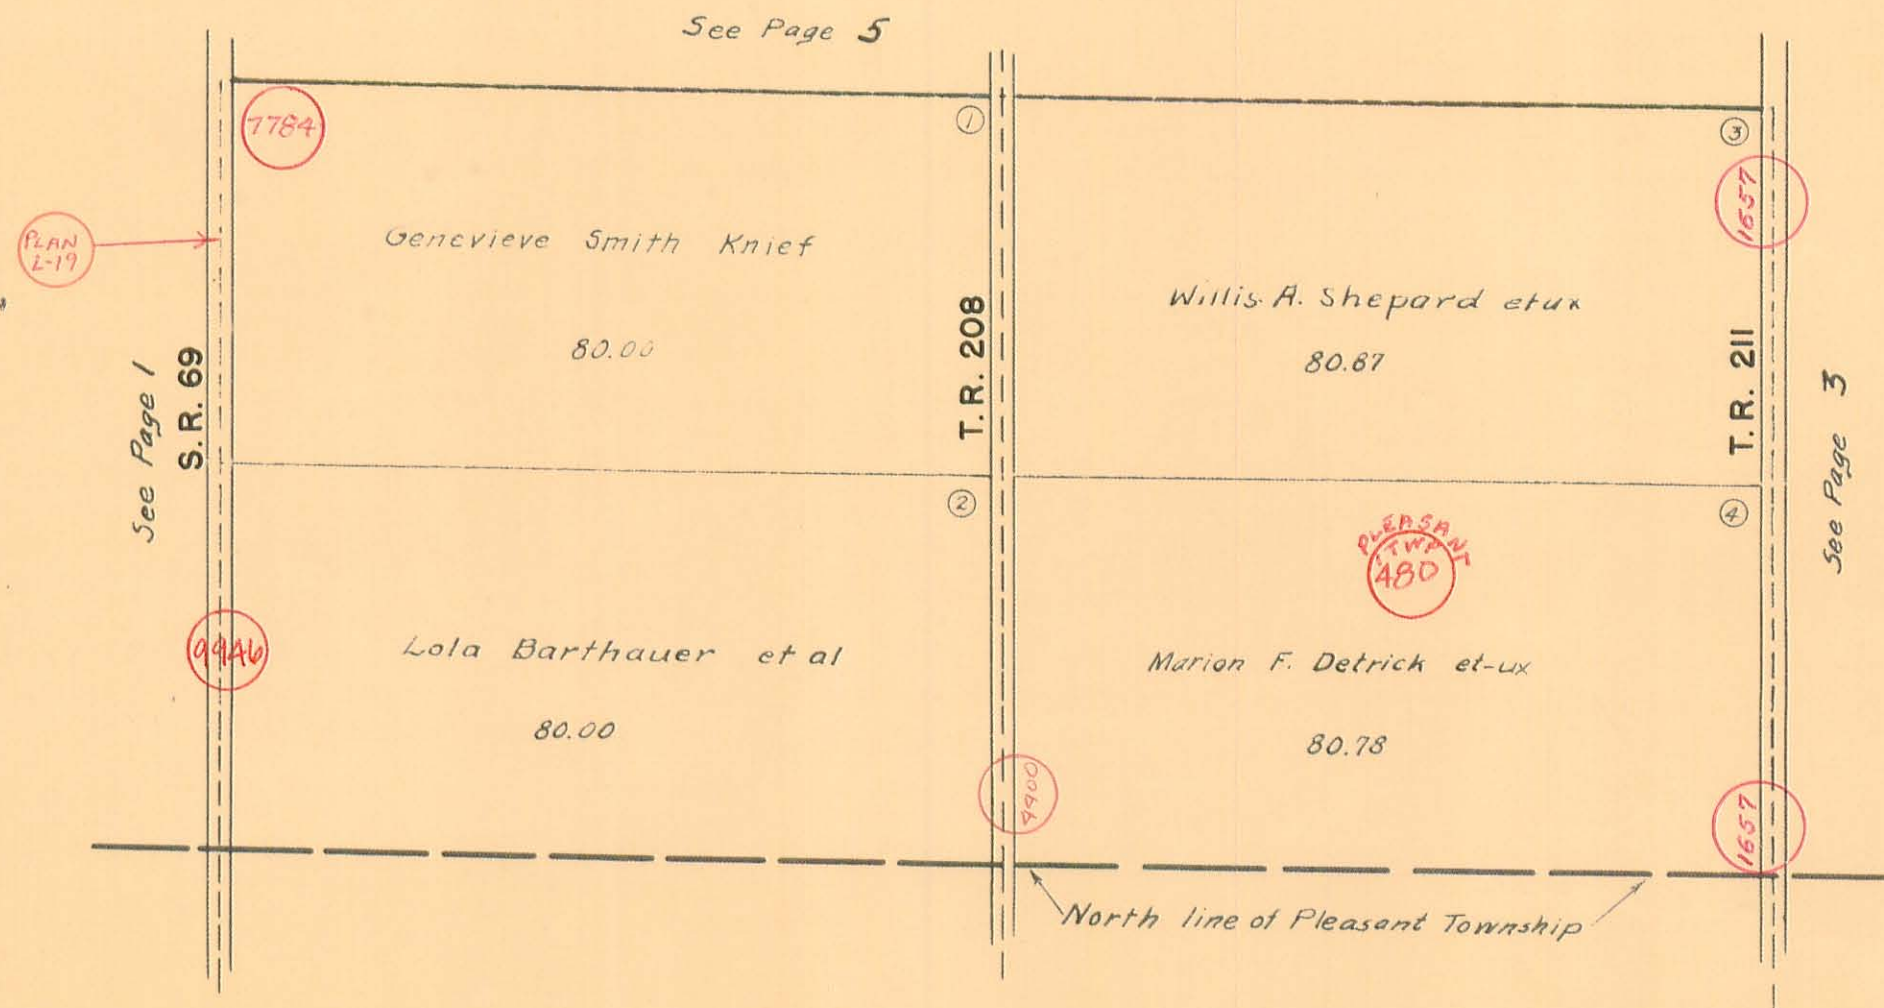 See Page 5
7784
①
③
1657
PLAN
L-19
Genevieve Smith Knief
80.00
Willis A. Shepard etux
80.67
See Page 1
S.R. 69
T.R. 208
T.R. 211
See Page 3
②
④
PLEASANT
TWP
480
9946
Lola Barthauer et al
80.00
Marion F. Detrick et-ux
80.78
4400
1657
North line of Pleasant Township